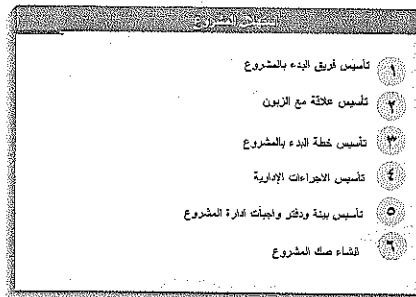 ١ تأسيس فريق البدء بالمشروع
٢ تأسيس علاقة مع الزبون
٣ تأسيس خطة البدء بالمشروع
٤ تأسيس الاجراءات الإدارية
٥ تأسيس بيئة ودفتر واجبات ادارة المشروع
٦ انشاء صك المشروع